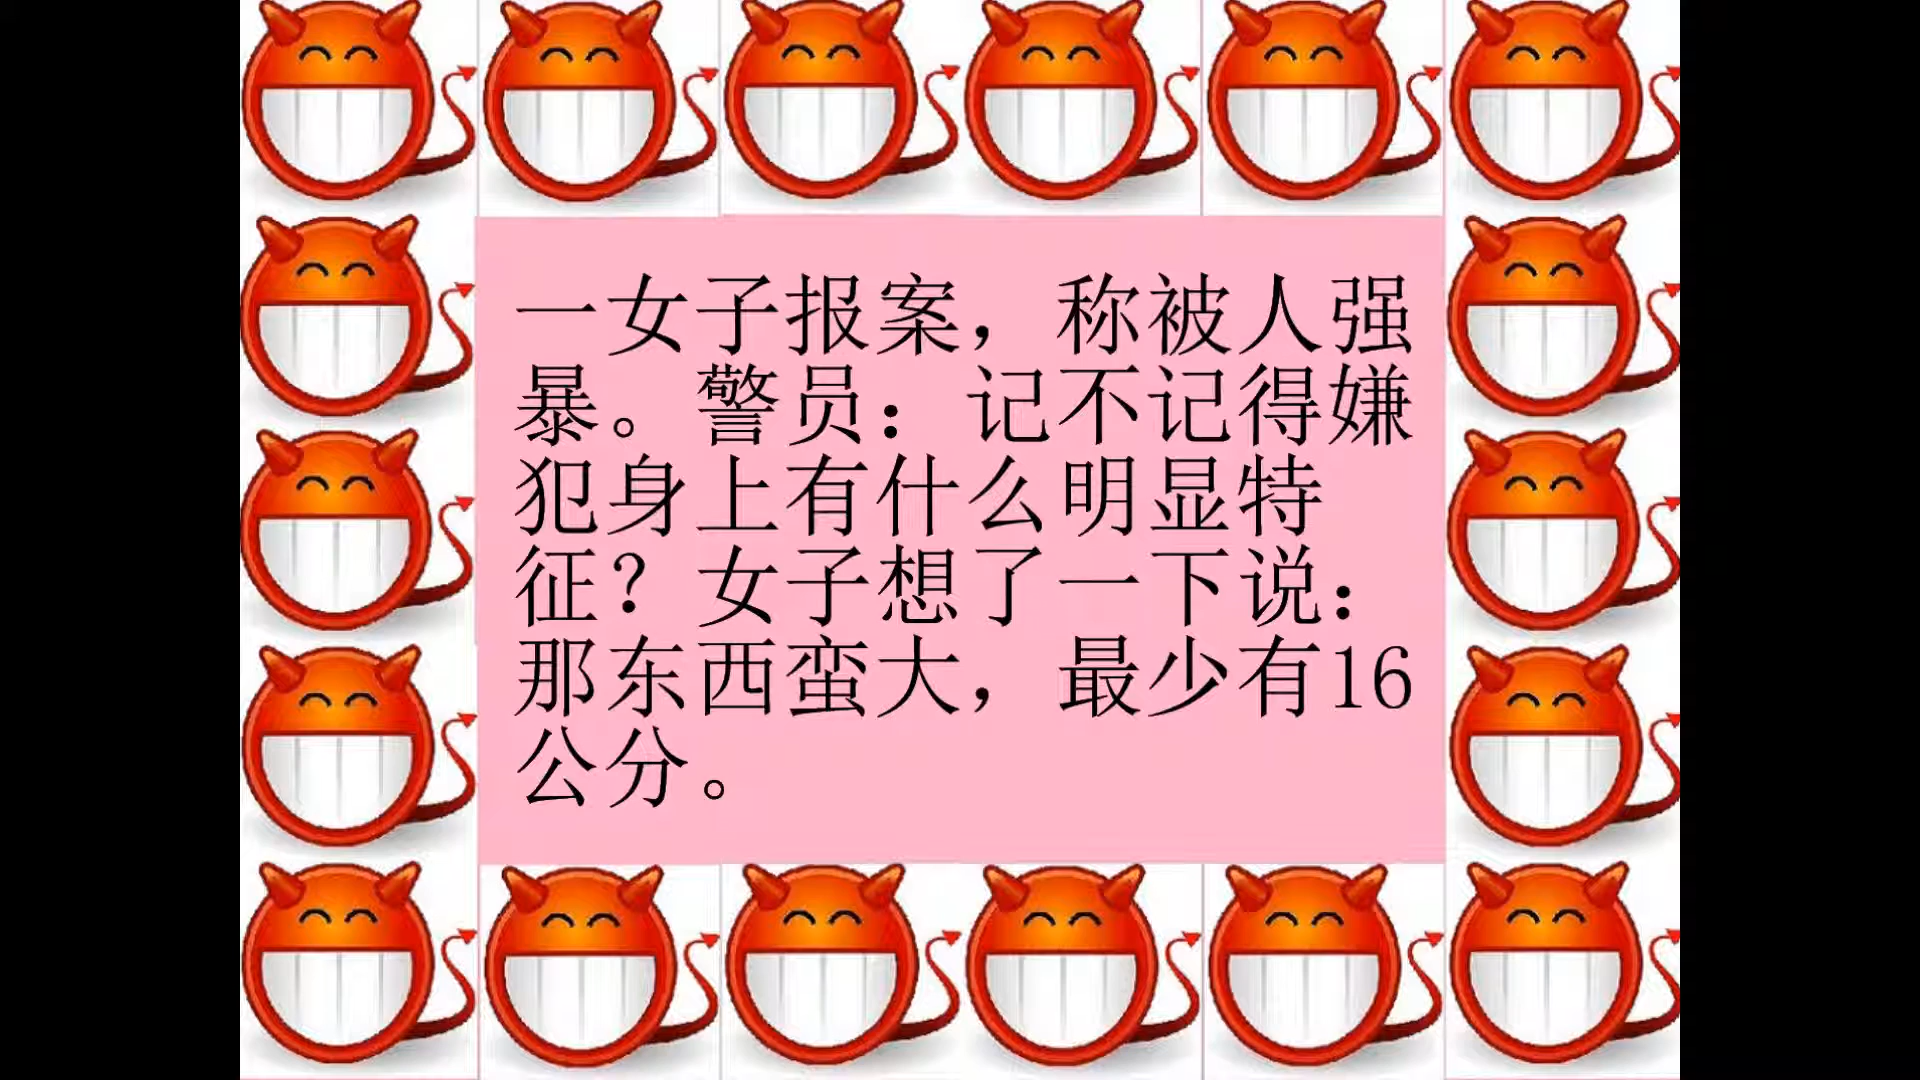 一女子报案，称被人强
暴。警员：记不记得嫌
犯身上有什么明显特
征？女子想了一下说：
那东西蛮大，最少有16
公分。